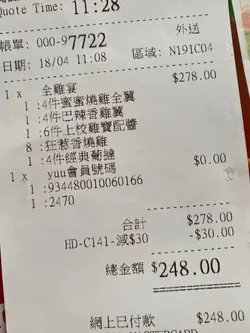 Quote Time: 11:28
帳單: 000-97722 外送
日期: 18/04 11:08 區域: N191C04
1 x 全雞宴 $278.00
1 :4件蜜蜜燒雞全翼
1 :4件巴辣香雞翼
1 :6件上校雞寶配醬
8 :狂惹香燒雞
1 :4件經典葡撻
1 x yuu會員號碼 $0.00
1 :934480010060166
1 :2470
合計 $278.00
HD-C141-減$30 -$30.00
總金額 $248.00
網上已付款 $248.00